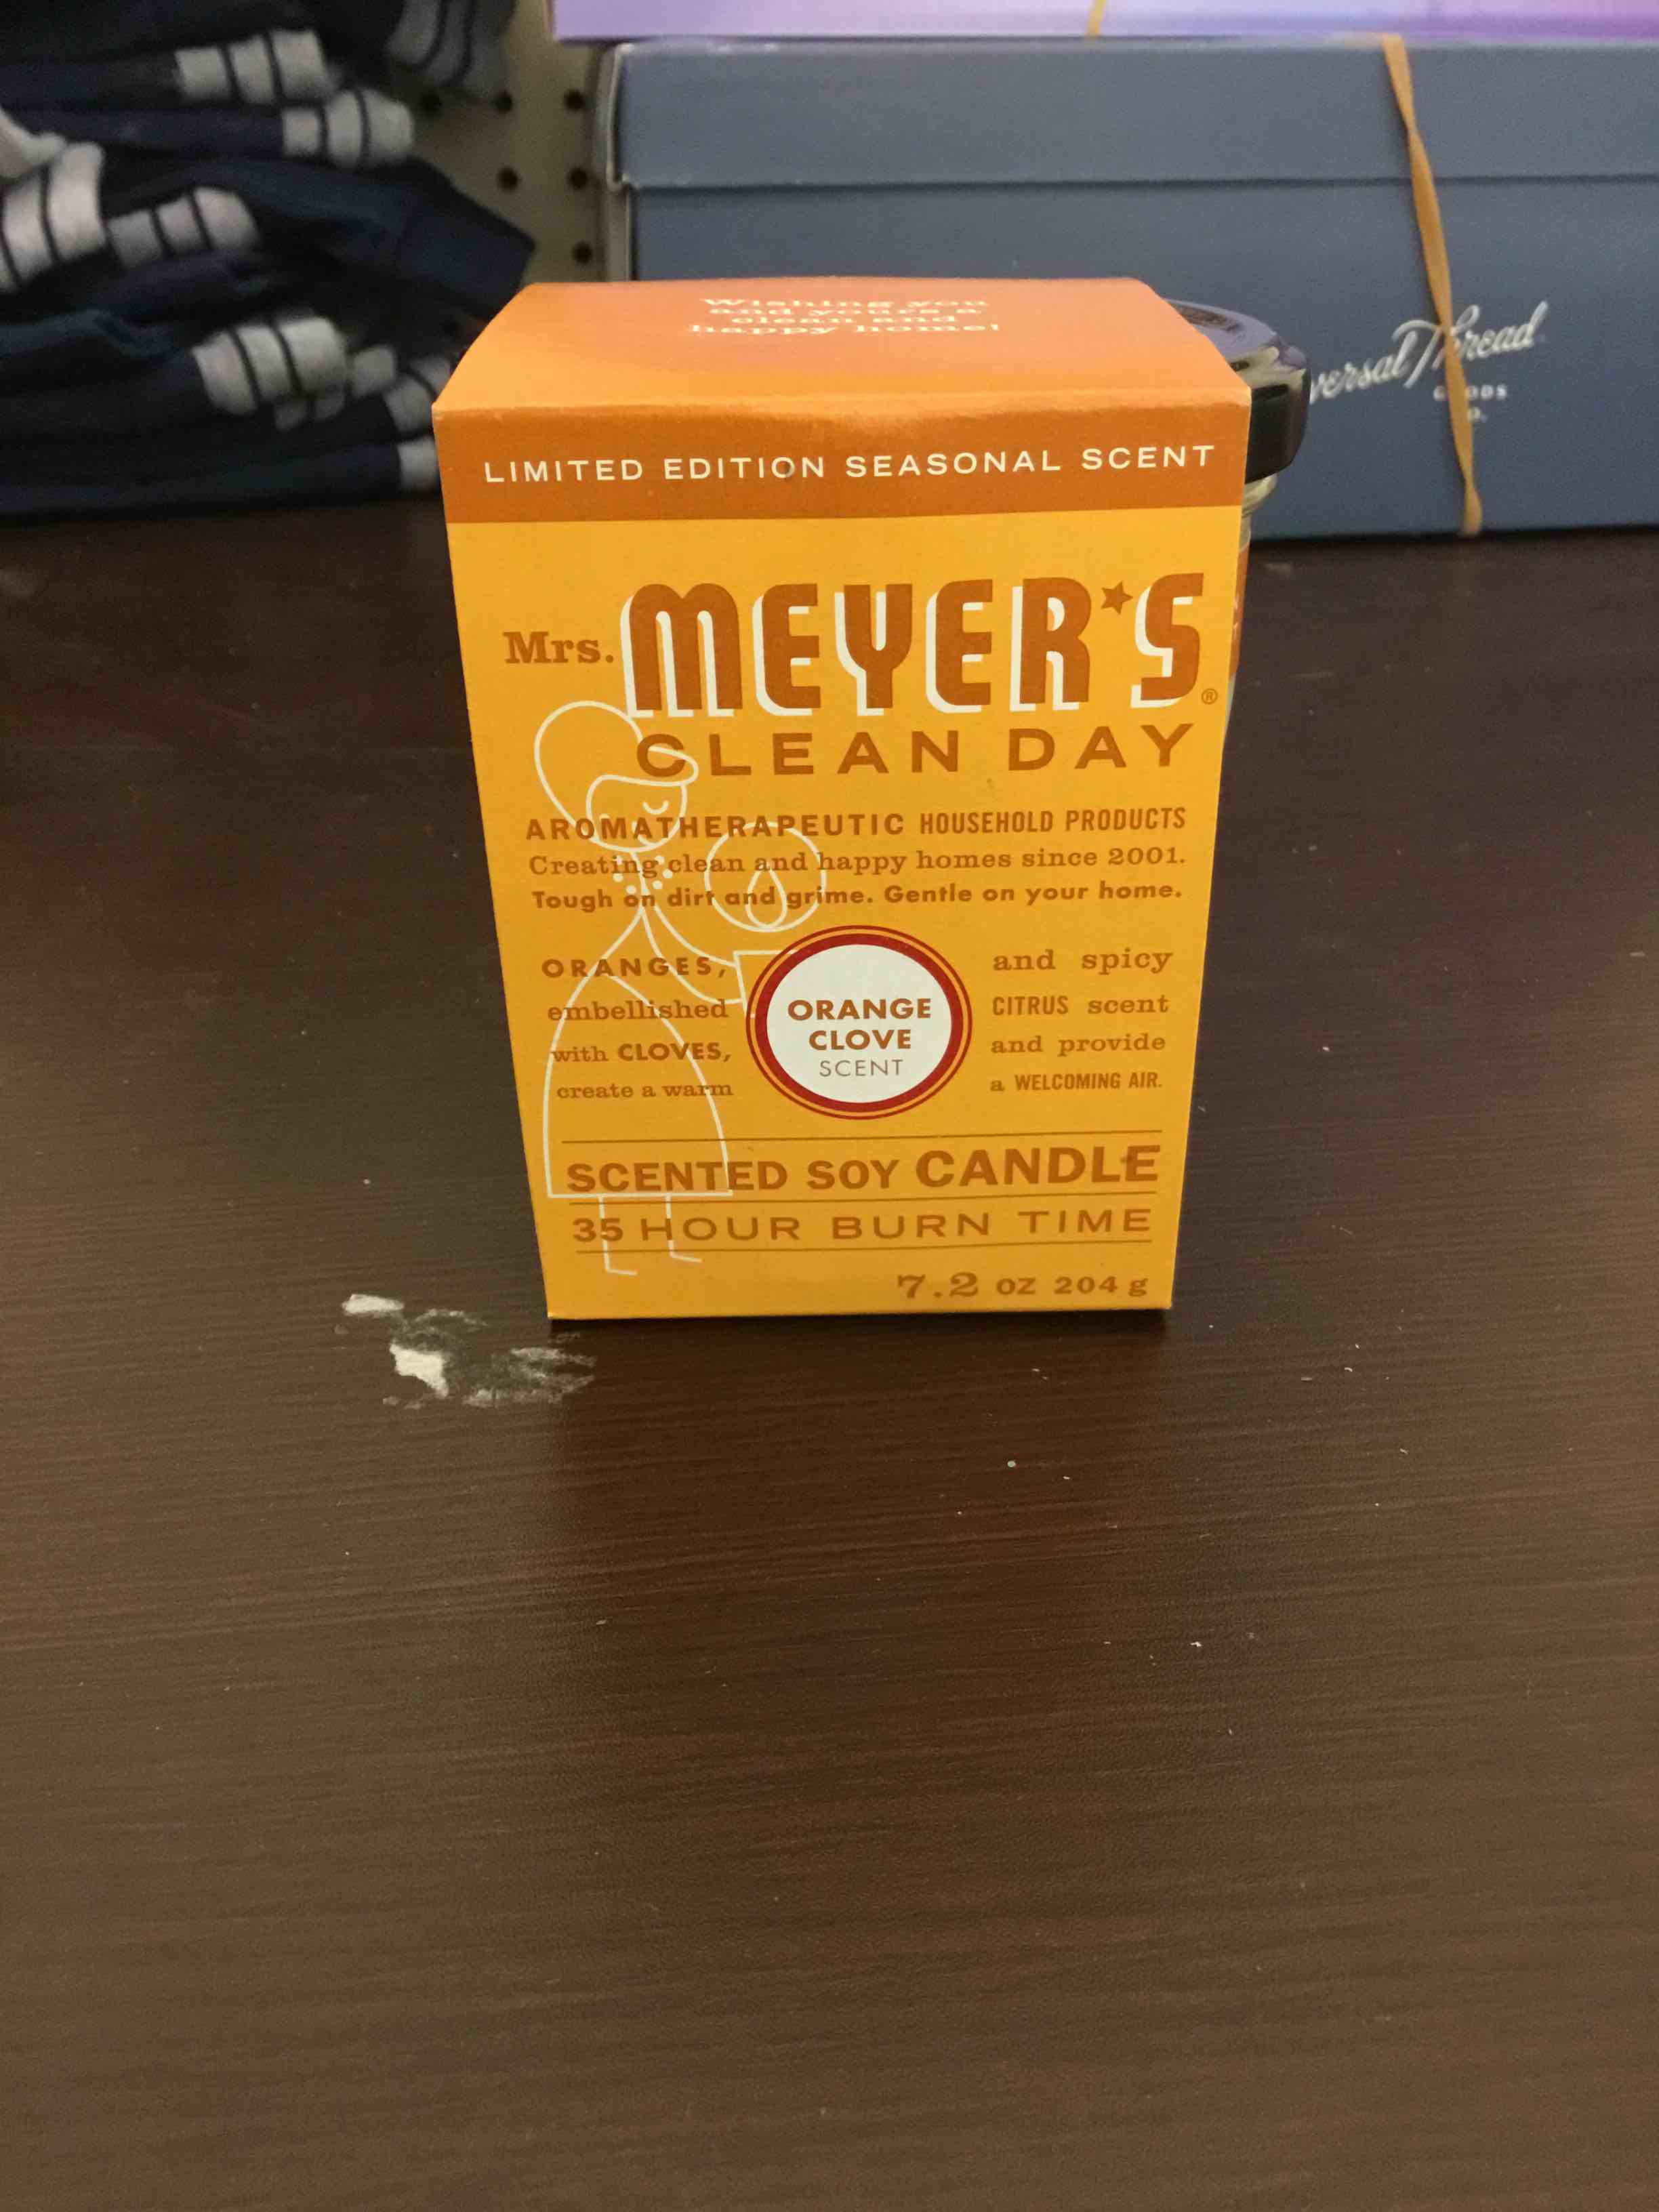 Wishing you
and yours a
clean and
happy home!
LIMITED EDITION SEASONAL SCENT
Mrs. MEYER'S®
CLEAN DAY
AROMATHERAPEUTIC HOUSEHOLD PRODUCTS
Creating clean and happy homes since 2001.
Tough on dirt and grime. Gentle on your home.
ORANGES,
embellished
with CLOVES,
create a warm
ORANGE
CLOVE
SCENT
and spicy
CITRUS scent
and provide
a WELCOMING AIR.
SCENTED SOY CANDLE
35 HOUR BURN TIME
7.2 oz 204 g
versal Thread